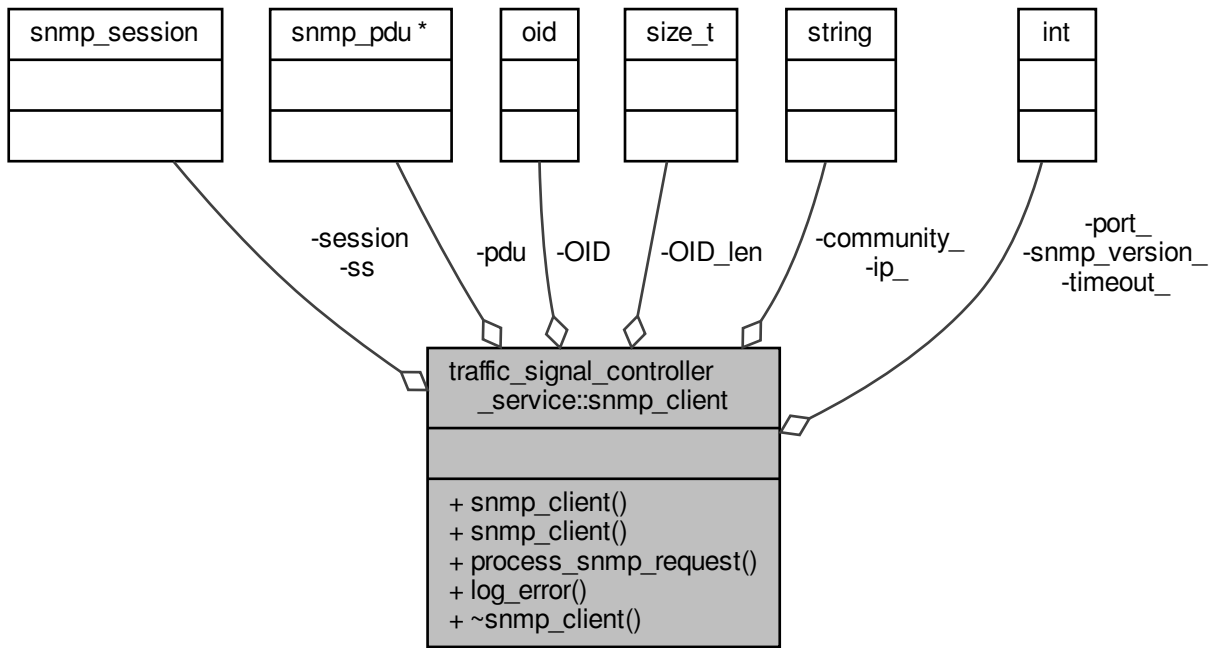 snmp_session
snmp_pdu *
oid
size_t
string
int
-session
-ss
-pdu
-OID
-OID_len
-community_
-ip_
-port_
-snmp_version_
-timeout_
traffic_signal_controller
_service::snmp_client
+ snmp_client()
+ snmp_client()
+ process_snmp_request()
+ log_error()
+ ~snmp_client()